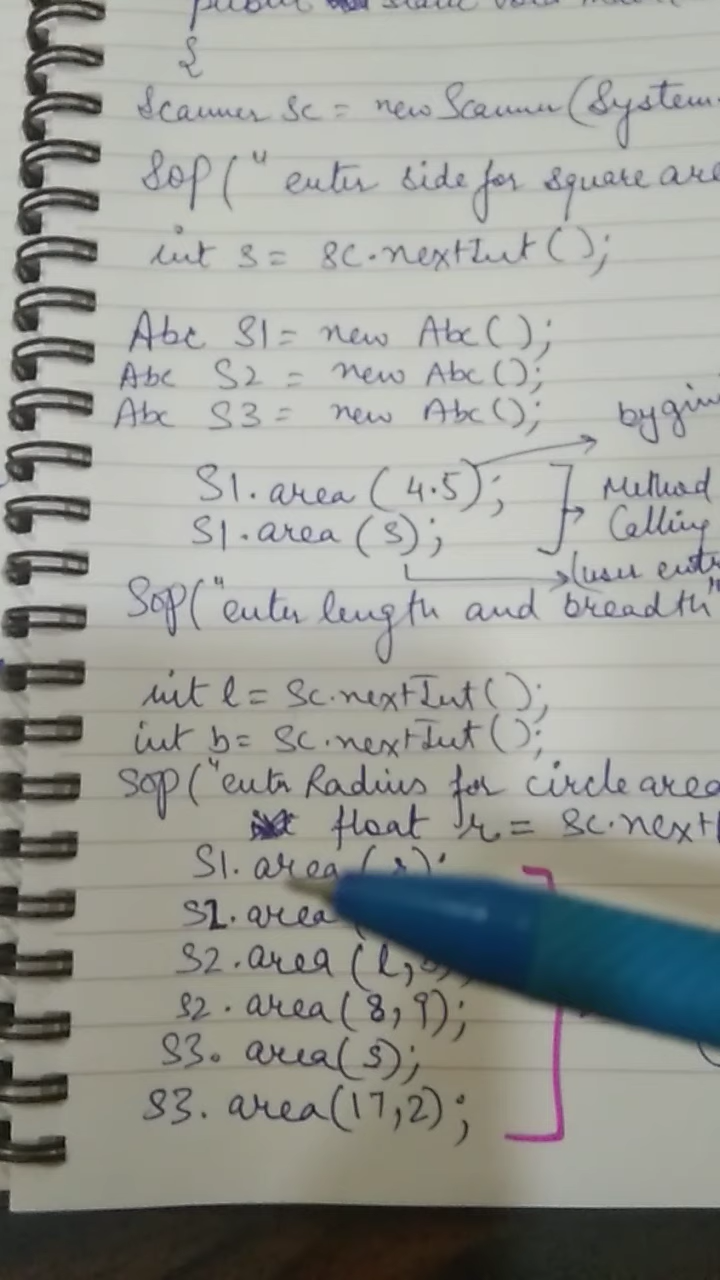 {
Scanner Sc = new Scanner(System.
Sop(" enter side for square are
int s = sc.nextInt();
Abc S1 = new Abc();
Abc S2 = new Abc();
Abc S3 = new Abc();
S1.area (4.5);
S1.area (s);
Method
Calling
Sop("enter length and breadth"
int l = Sc.nextInt();
int b= Sc.nextInt();
Sop("enter Radius for circle area
float r = Sc.next
S1.area
S2.area
S2.area (l,
S2.area (8,9);
S3.area(s);
S3.area(17,2);